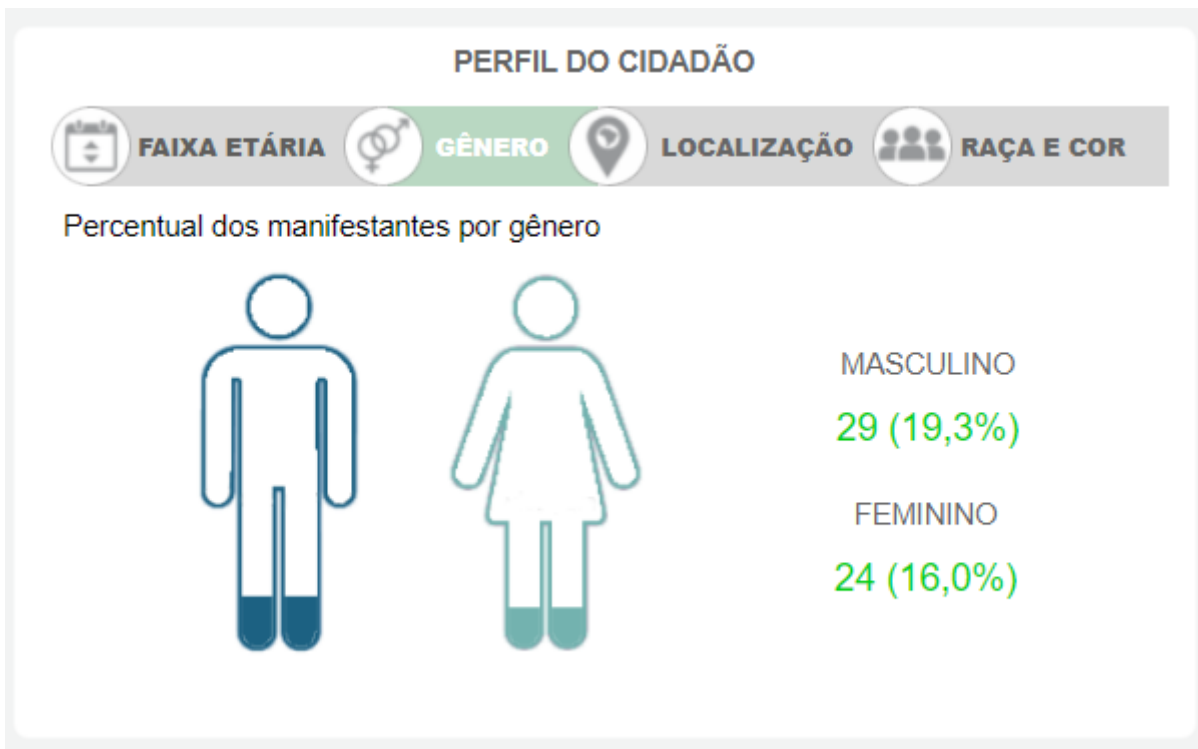 PERFIL DO CIDADÃO
FAIXA ETÁRIA GÊNERO LOCALIZAÇÃO RAÇA E COR
Percentual dos manifestantes por gênero
MASCULINO
29 (19,3%)
FEMININO
24 (16,0%)